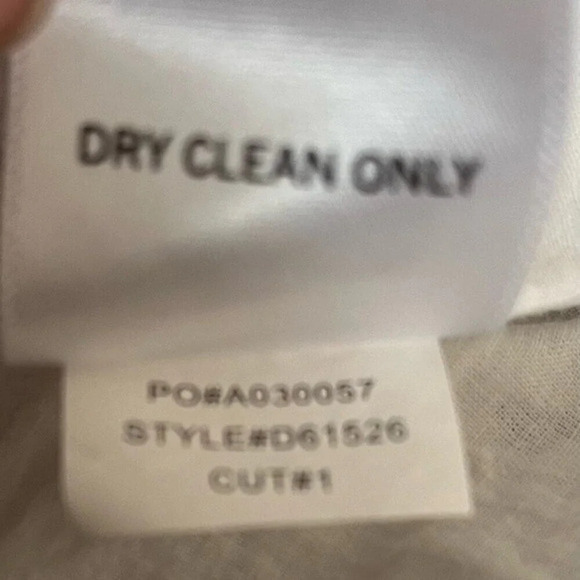 DRY CLEAN ONLY
PO#A030057
STYLE#D61526
CUT#1